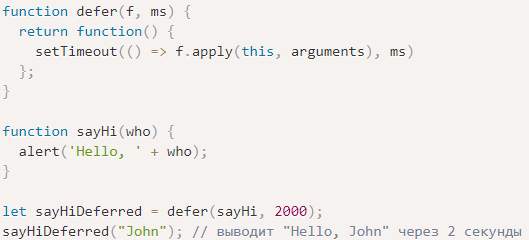 function defer(f, ms) {
  return function() {
    setTimeout(() => f.apply(this, arguments), ms)
  };
}

function sayHi(who) {
  alert('Hello, ' + who);
}

let sayHiDeferred = defer(sayHi, 2000);
sayHiDeferred("John"); // выводит "Hello, John" через 2 секунды